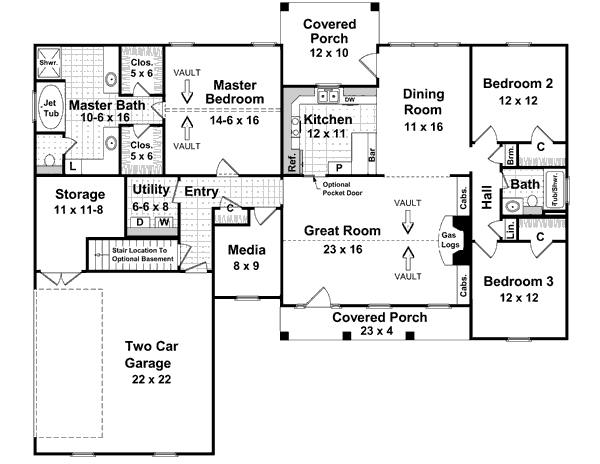 Covered
Porch
12 x 10
Shwr.
Clos.
5 x 6
VAULT
Master
Bedroom
14-6 x 16
Jet
Tub
Master Bath
10-6 x 16
Clos.
5 x 6
L
DW
Kitchen
12 x 11
Ref.
Bar
P
Dining
Room
11 x 16
Bedroom 2
12 x 12
C
Brm.
Bath
Tub/Shwr.
Hall
Lin.
C
Storage
11 x 11-8
Utility
6-6 x 8
D
W
Entry
C
Optional
Pocket Door
Stair Location To
Optional Basement
Media
8 x 9
Great Room
23 x 16
VAULT
VAULT
VAULT
Cabs.
Gas
Logs
Cabs.
Bedroom 3
12 x 12
Covered Porch
23 x 4
Two Car
Garage
22 x 22